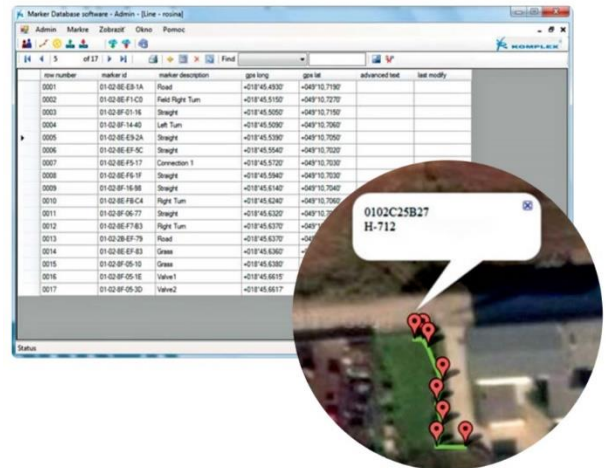 Marker Database software - Admin - [Line - rosina]
Admin Markre Zobraziť Okno Pomoc
KOMPLEX
5 of 17 Find
row number marker id marker description gps long gps lat advanced text last modify
0001 01-02-8E-E8-1A Road +018°45,4930' +049°10,7190'
0002 01-02-8E-F1-C0 Field Right Turn +018°45,5150' +049°10,7270'
0003 01-02-8F-01-16 Straight +018°45,5050' +049°10,7150'
0004 01-02-8F-14-40 Left Turn +018°45,5090' +049°10,7060'
0005 01-02-8E-E9-2A Straight +018°45,5390' +049°10,7050'
0006 01-02-8E-EF-5C Straight +018°45,5540' +049°10,7020'
0007 01-02-8E-F5-17 Connection 1 +018°45,5720' +049°10,7030'
0008 01-02-8E-F6-1F Straight +018°45,5940' +049°10,7030'
0009 01-02-8F-16-98 Straight +018°45,6140' +049°10,7040'
0010 01-02-8E-FB-C4 Right Turn +018°45,6240' +049°10,7060'
0011 01-02-8F-06-77 Straight +018°45,6320'
0012 01-02-8E-F7-B3 Right Turn +018°45,6370'
0013 01-02-2B-EF-79 Road +018°45,6370'
0014 01-02-8E-EF-83 Grass +018°45,6360'
0015 01-02-8F-05-10 Grass +018°45,6380'
0016 01-02-8F-05-1E Valve1 +018°45,6615'
0017 01-02-8F-05-3D Valve2 +018°45,6617'
Status
0102C25B27
H-712